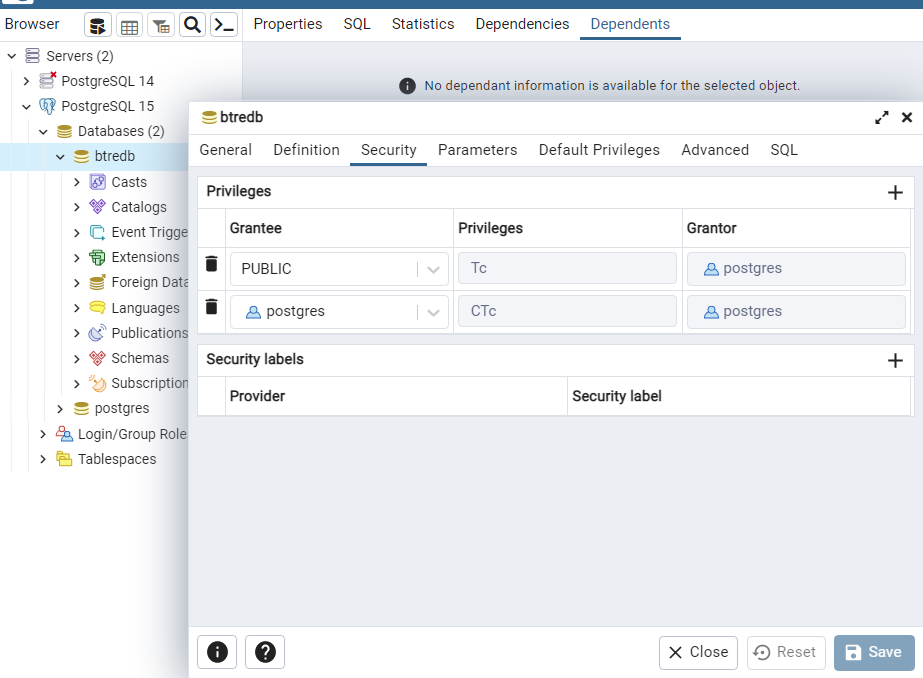 Browser
Properties SQL Statistics Dependencies Dependents
Servers (2)
PostgreSQL 14
No dependant information is available for the selected object.
PostgreSQL 15
btredb
Databases (2)
General Definition Security Parameters Default Privileges Advanced SQL
btredb
Casts
Privileges
Catalogs
Grantee Privileges Grantor
Event Trigge
Extensions
PUBLIC Tc postgres
Foreign Data
Languages
postgres CTc postgres
Publications
Schemas
Security labels
Subscription
Provider Security label
postgres
Login/Group Role
Tablespaces
Close Reset Save